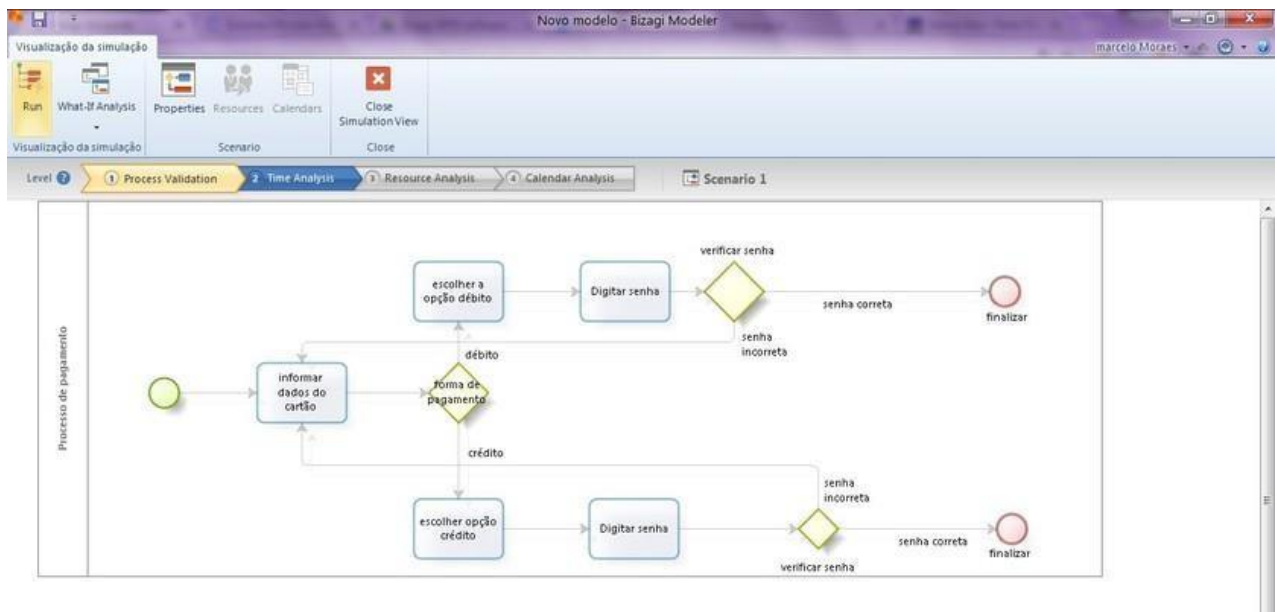 Novo modelo - Bizagi Modeler
Visualização da simulação
marcelo Moraes
Run
What-If Analysis
Properties
Resources
Calendars
Close
Simulation View
Visualização da simulação
Scenario
Close
Level
1 Process Validation
2 Time Analysis
3 Resource Analysis
4 Calendar Analysis
Scenario 1
Processo de pagamento
verificar senha
escolher a
opção débito
Digitar senha
senha correta
finalizar
senha
incorreta
débito
informar
dados do
cartão
forma de
pagamento
crédito
senha
incorreta
escolher opção
crédito
Digitar senha
senha correta
finalizar
verificar senha